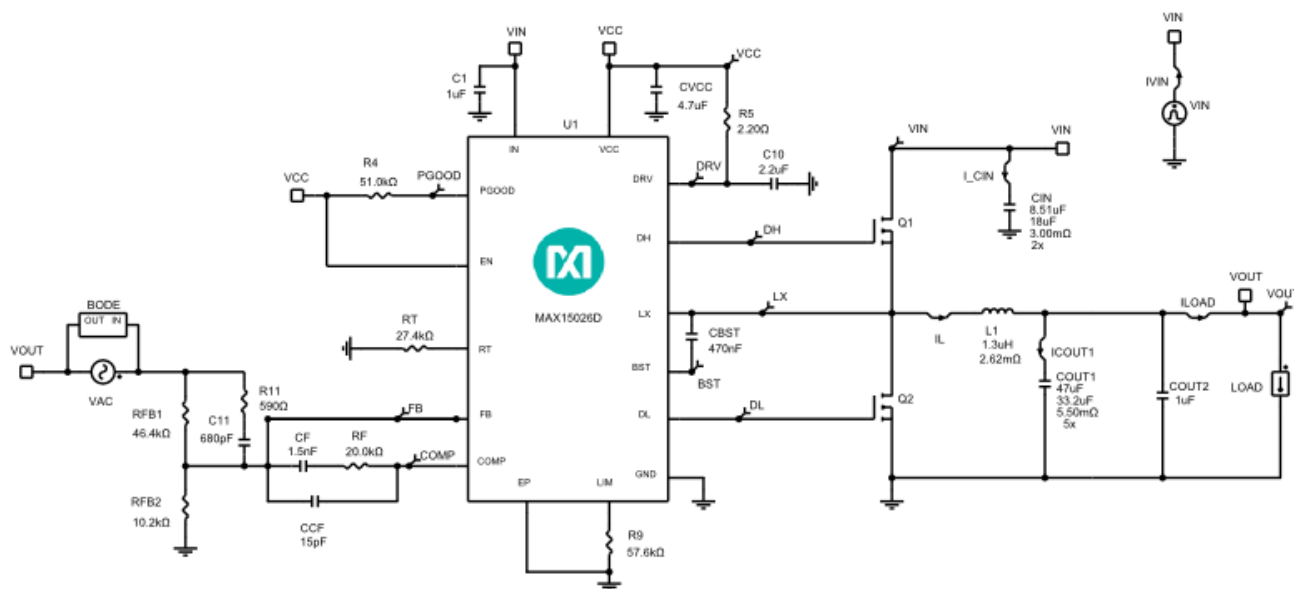 VIN
VCC
VIN
C1
1uF
VCC
CVCC
4.7uF
IVIN
VIN
R5
2.20Ω
U1
VIN
VIN
IN
VCC
R4
51.0kΩ
PGOOD
VCC
PGOOD
DRV
DRV
C10
2.2uF
I_CIN
CIN
8.51uF
18uF
3.00mΩ
2x
DH
DH
Q1
EN
MAX15026D
BODE
OUT IN
VOUT
VAC
RT
27.4kΩ
RT
LX
LX
CBST
470nF
BST
BST
IL
L1
1.3uH
2.62mΩ
ILOAD
VOUT
VOUT
ICOUT1
COUT1
47uF
33.2uF
5.50mΩ
5x
COUT2
1uF
LOAD
RFB1
46.4kΩ
R11
590Ω
C11
680pF
FB
FB
DL
DL
Q2
CF
1.5nF
RF
20.0kΩ
COMP
COMP
GND
EP
LIM
RFB2
10.2kΩ
CCF
15pF
R9
57.6kΩ